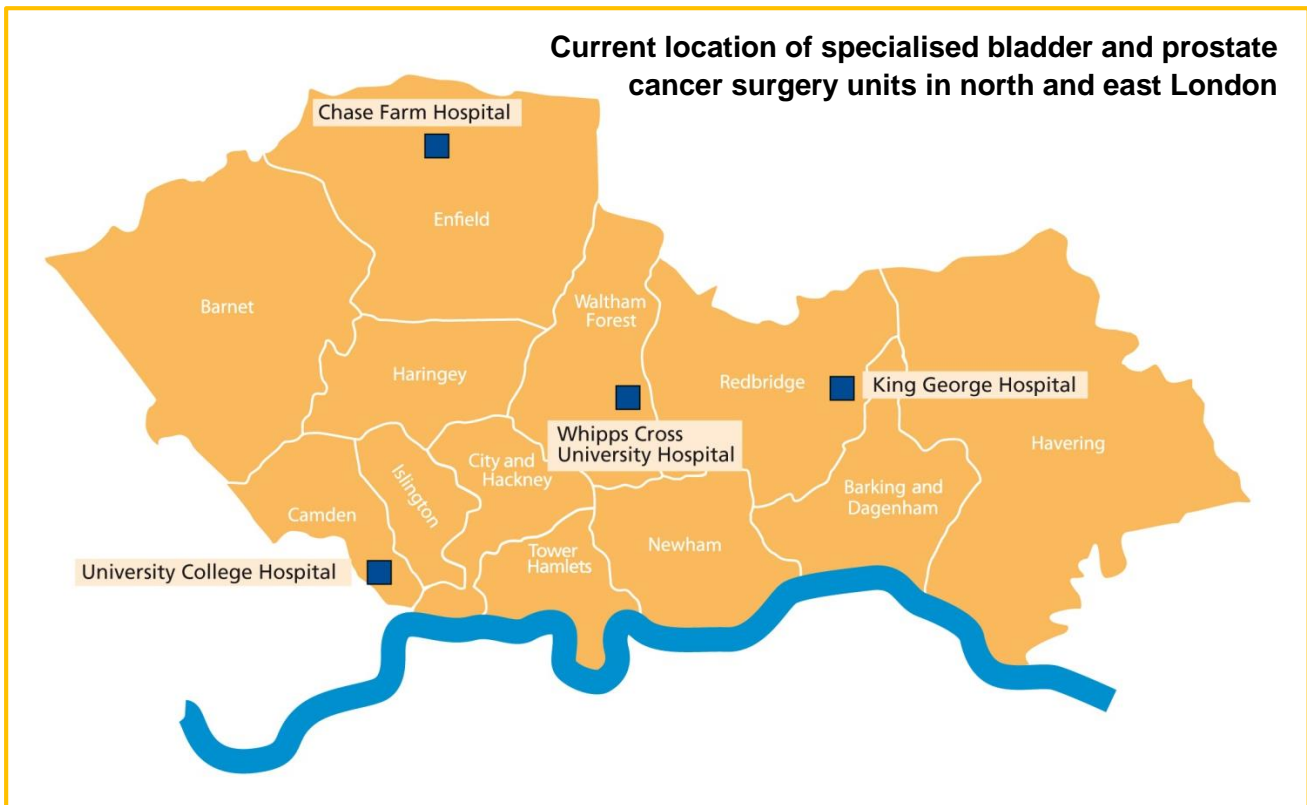 Current location of specialised bladder and prostate
cancer surgery units in north and east London
Chase Farm Hospital
Enfield
Barnet
Waltham
Forest
Haringey
Redbridge
King George Hospital
Whipps Cross
University Hospital
Havering
City and
Hackney
Islington
Barking and
Dagenham
Camden
Tower
Hamlets
Newham
University College Hospital